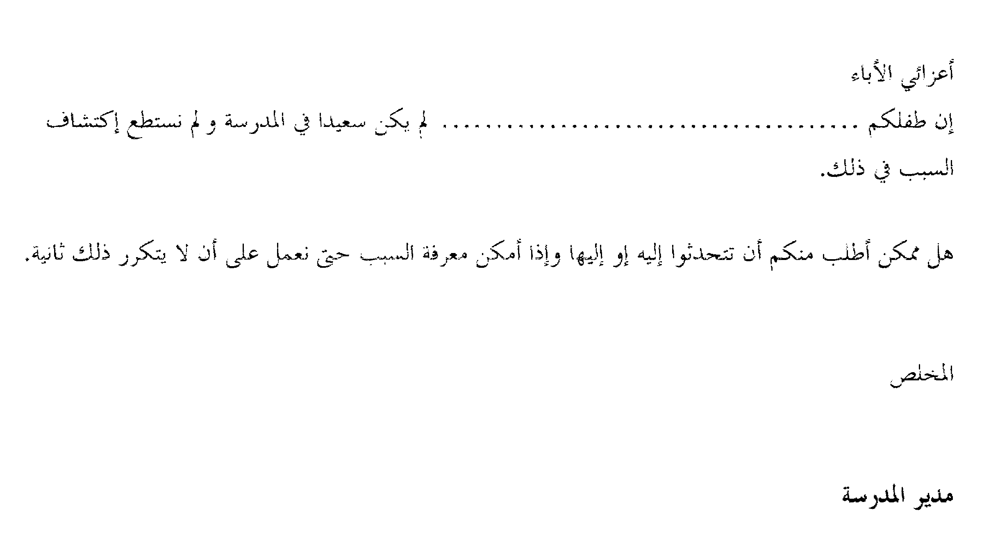 أعزائي الأباء
إن طفلكم ....................................... لم يكن سعيدا في المدرسة و لم نستطع إكتشاف
السبب في ذلك.
هل ممكن أطلب منكم أن تتحدثوا إليه إو إليها وإذا أمكن معرفة السبب حتى نعمل على أن لا يتكرر ذلك ثانية.
المخلص
مدير المدرسة